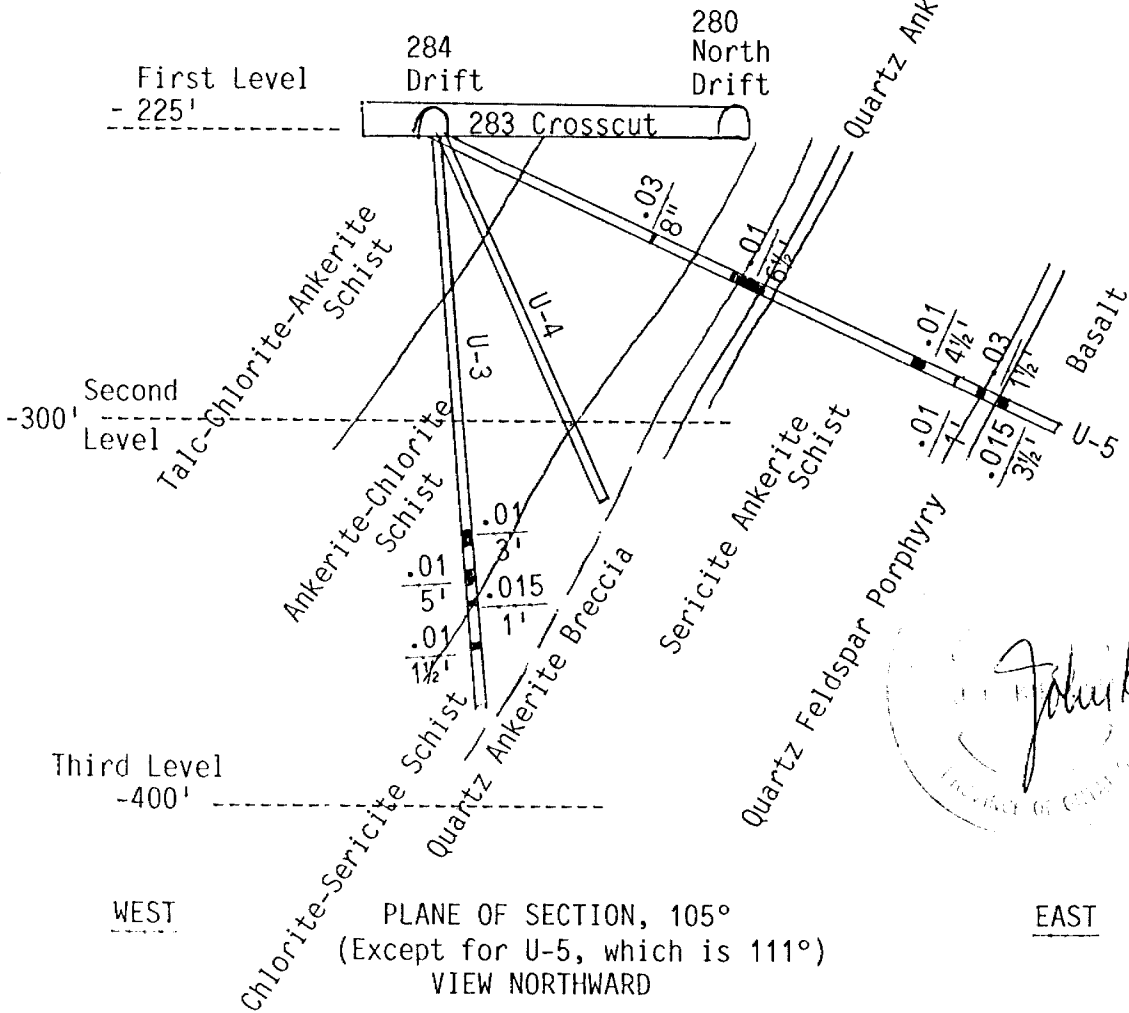 284
Drift
280
North
Drift
First Level
- 225'
283 Crosscut
Quartz Ank
.03
8"
.01
6½'
Talc-Chlorite-Ankerite
Schist
U-4
U-3
.01
4½'
.03
1½'
Basalt
Second
Level
-300'
U-5
.01
1'
.015
3½'
Ankerite-Chlorite
Schist
Sericite Ankerite
Schist
.01
3'
.01
5'
.015
1'
.01
1½'
Quartz Ankerite Breccia
Quartz Feldspar Porphyry
Chlorite-Sericite Schist
Third Level
-400'
WEST
PLANE OF SECTION, 105°
(Except for U-5, which is 111°)
VIEW NORTHWARD
EAST
John
PROVINCE OF